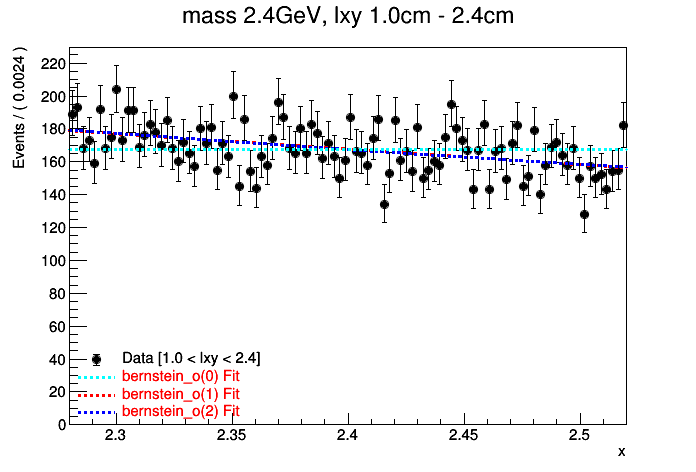 mass 2.4GeV, lxy 1.0cm - 2.4cm
Events / ( 0.0024 )
220
200
180
160
140
120
100
80
60
40
20
0
Data [1.0 < lxy < 2.4]
bernstein_o(0) Fit
bernstein_o(1) Fit
bernstein_o(2) Fit
2.3 2.35 2.4 2.45 2.5
x